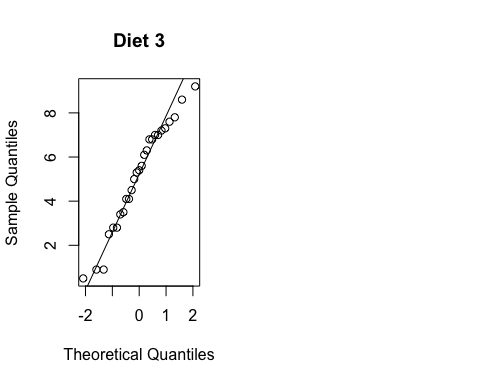 Diet 3
Sample Quantiles
8
6
4
2
-2 0 1 2
Theoretical Quantiles